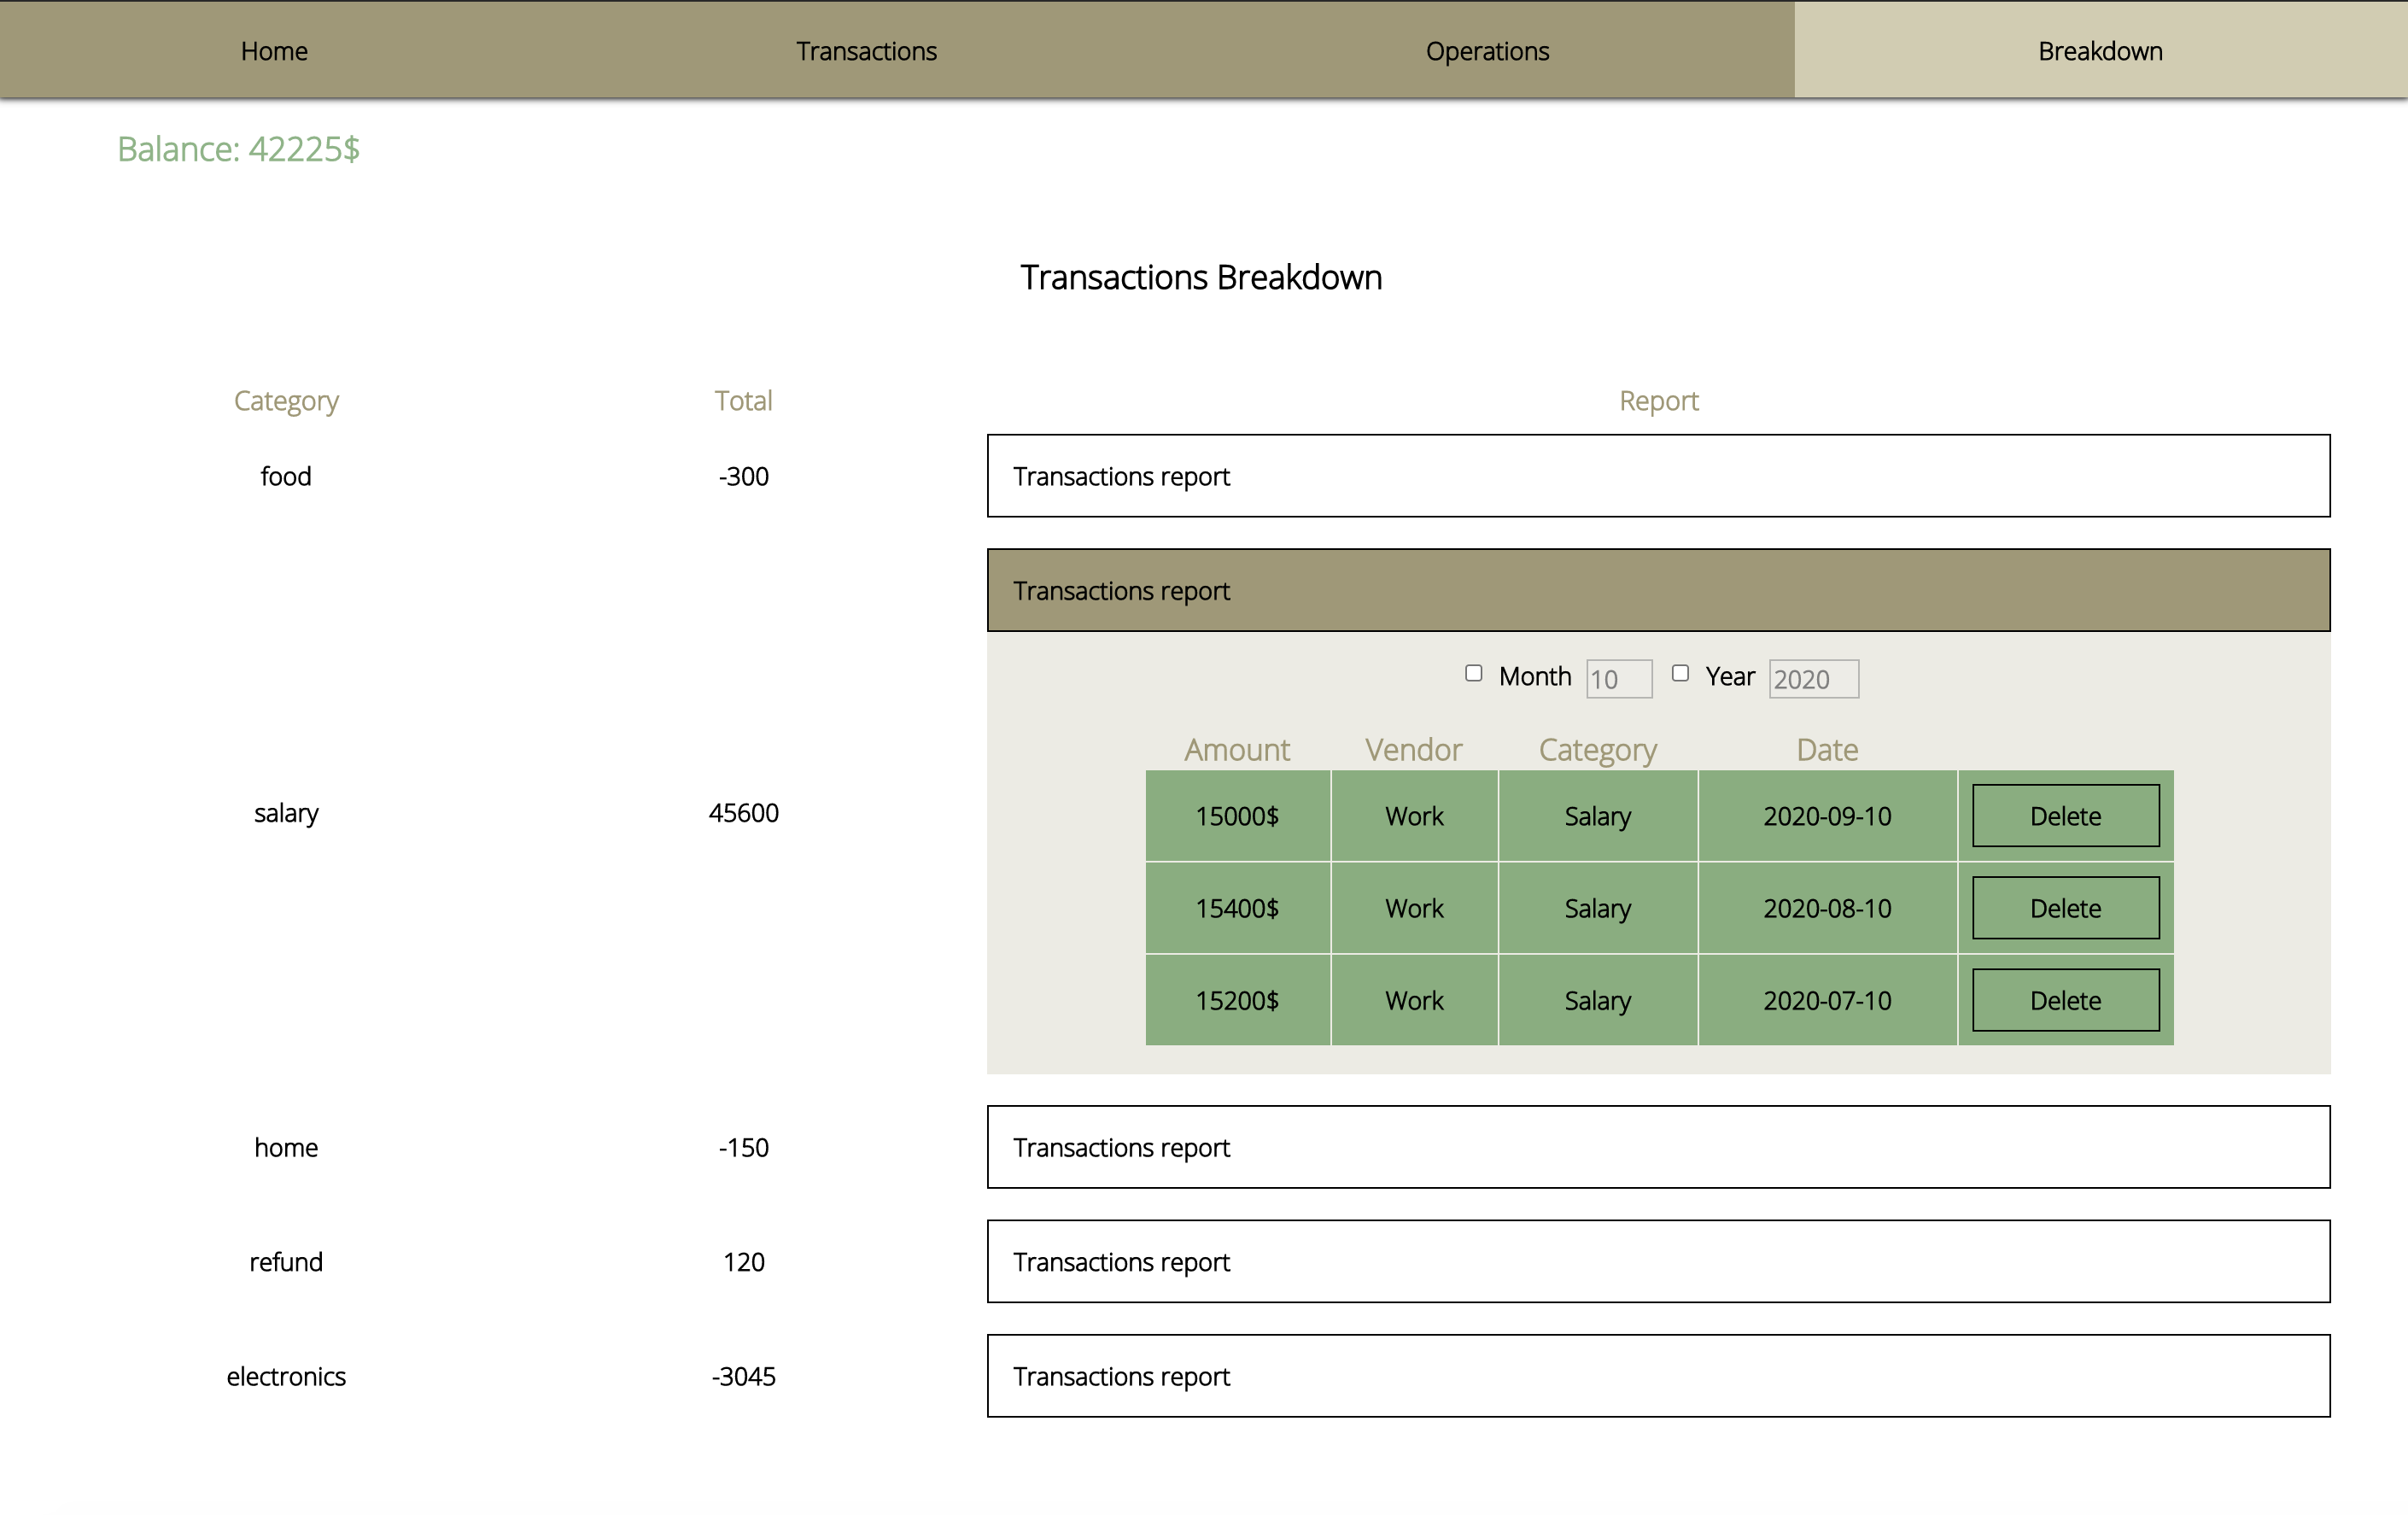 Home Transactions Operations Breakdown
Balance: 42225$
Transactions Breakdown
Category Total Report
food -300 Transactions report
Transactions report
Month 10 Year 2020
Amount Vendor Category Date
15000$ Work Salary 2020-09-10 Delete
salary 45600
15400$ Work Salary 2020-08-10 Delete
15200$ Work Salary 2020-07-10 Delete
home -150 Transactions report
refund 120 Transactions report
electronics -3045 Transactions report